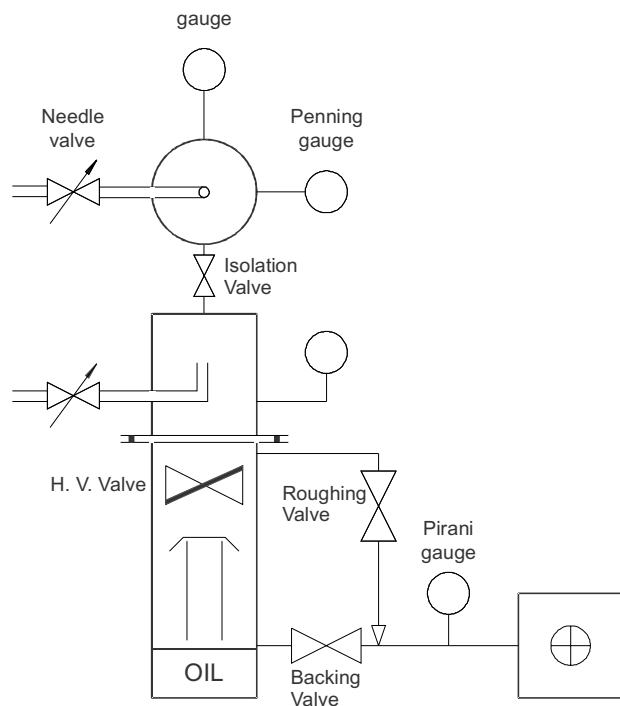 gauge
Needle
valve
Penning
gauge
Isolation
Valve
H. V. Valve
Roughing
Valve
Pirani
gauge
OIL
Backing
Valve